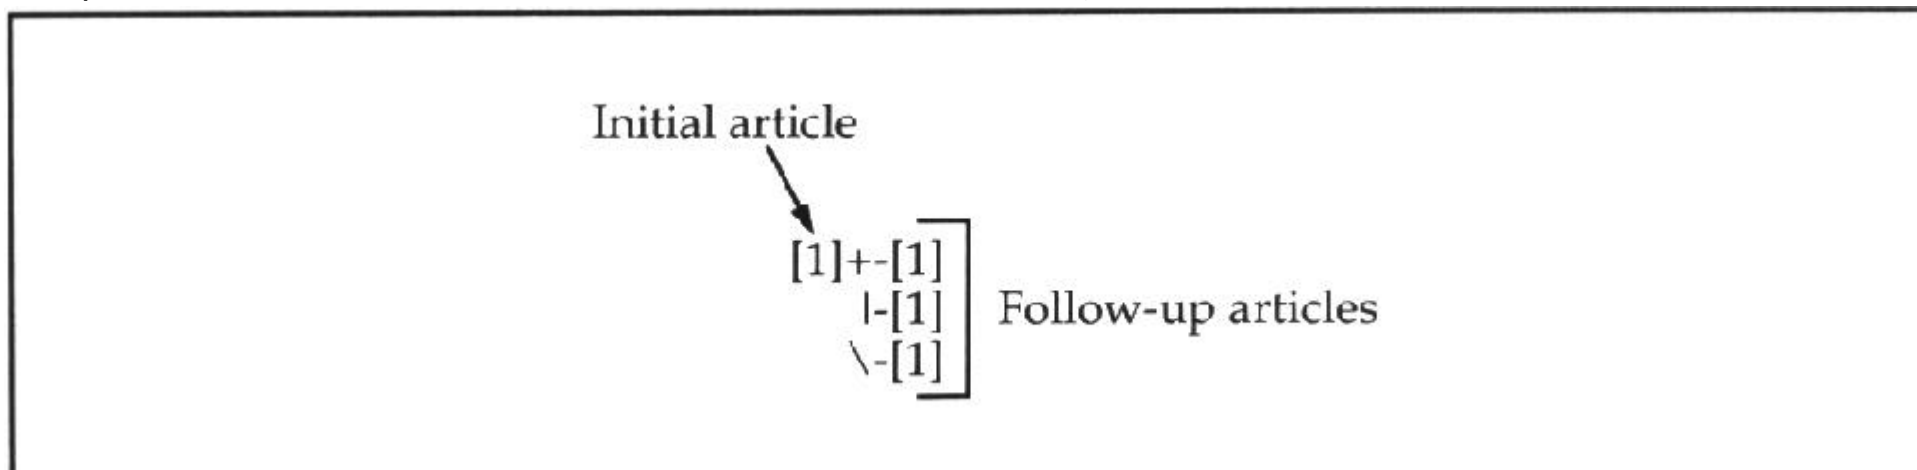 Initial article
[1]+-[1]
|-[1]
\-[1]
Follow-up articles